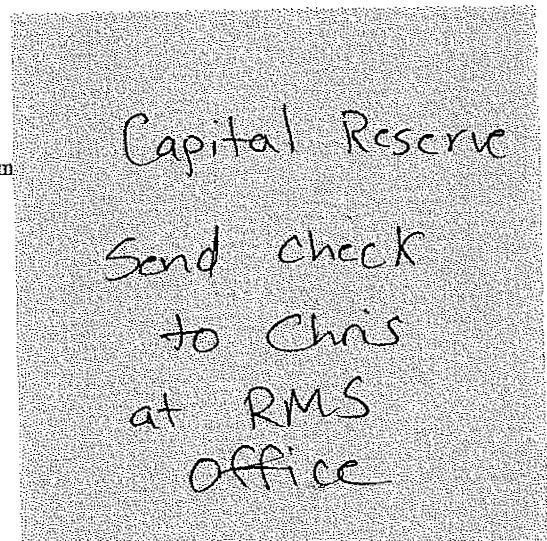 Capital Reserve
Send check
to Chris
at RMS
office